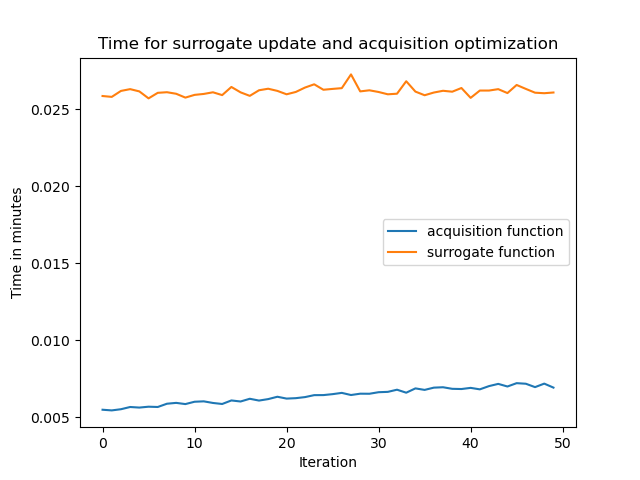 Time for surrogate update and acquisition optimization
0.025
0.020
0.015
0.010
0.005
Time in minutes
acquisition function
surrogate function
0 10 20 30 40 50
Iteration